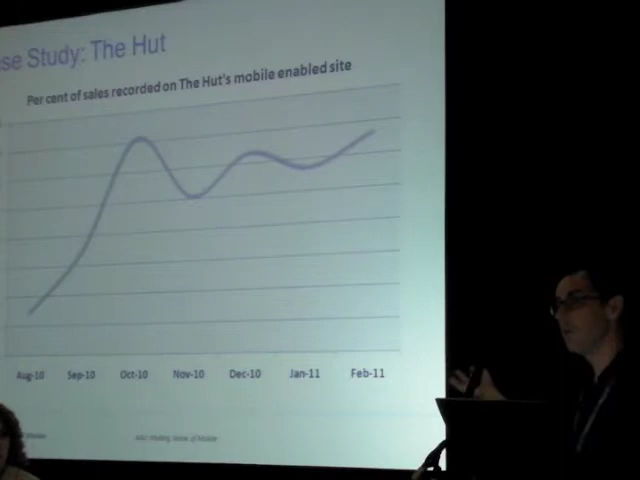 se Study: The Hut
Per cent of sales recorded on The Hut's mobile enabled site
Aug-10 Sep-10 Oct-10 Nov-10 Dec-10 Jan-11 Feb-11